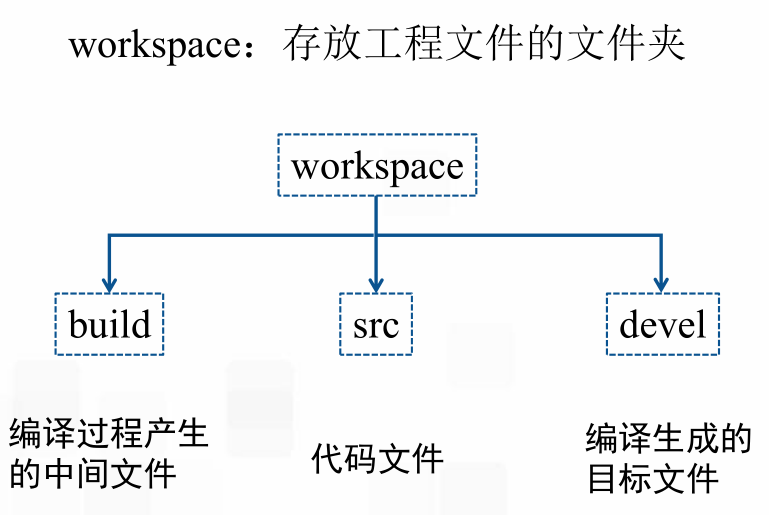 workspace：存放工程文件的文件夹
workspace
build
src
devel
编译过程产生
的中间文件
代码文件
编译生成的
目标文件